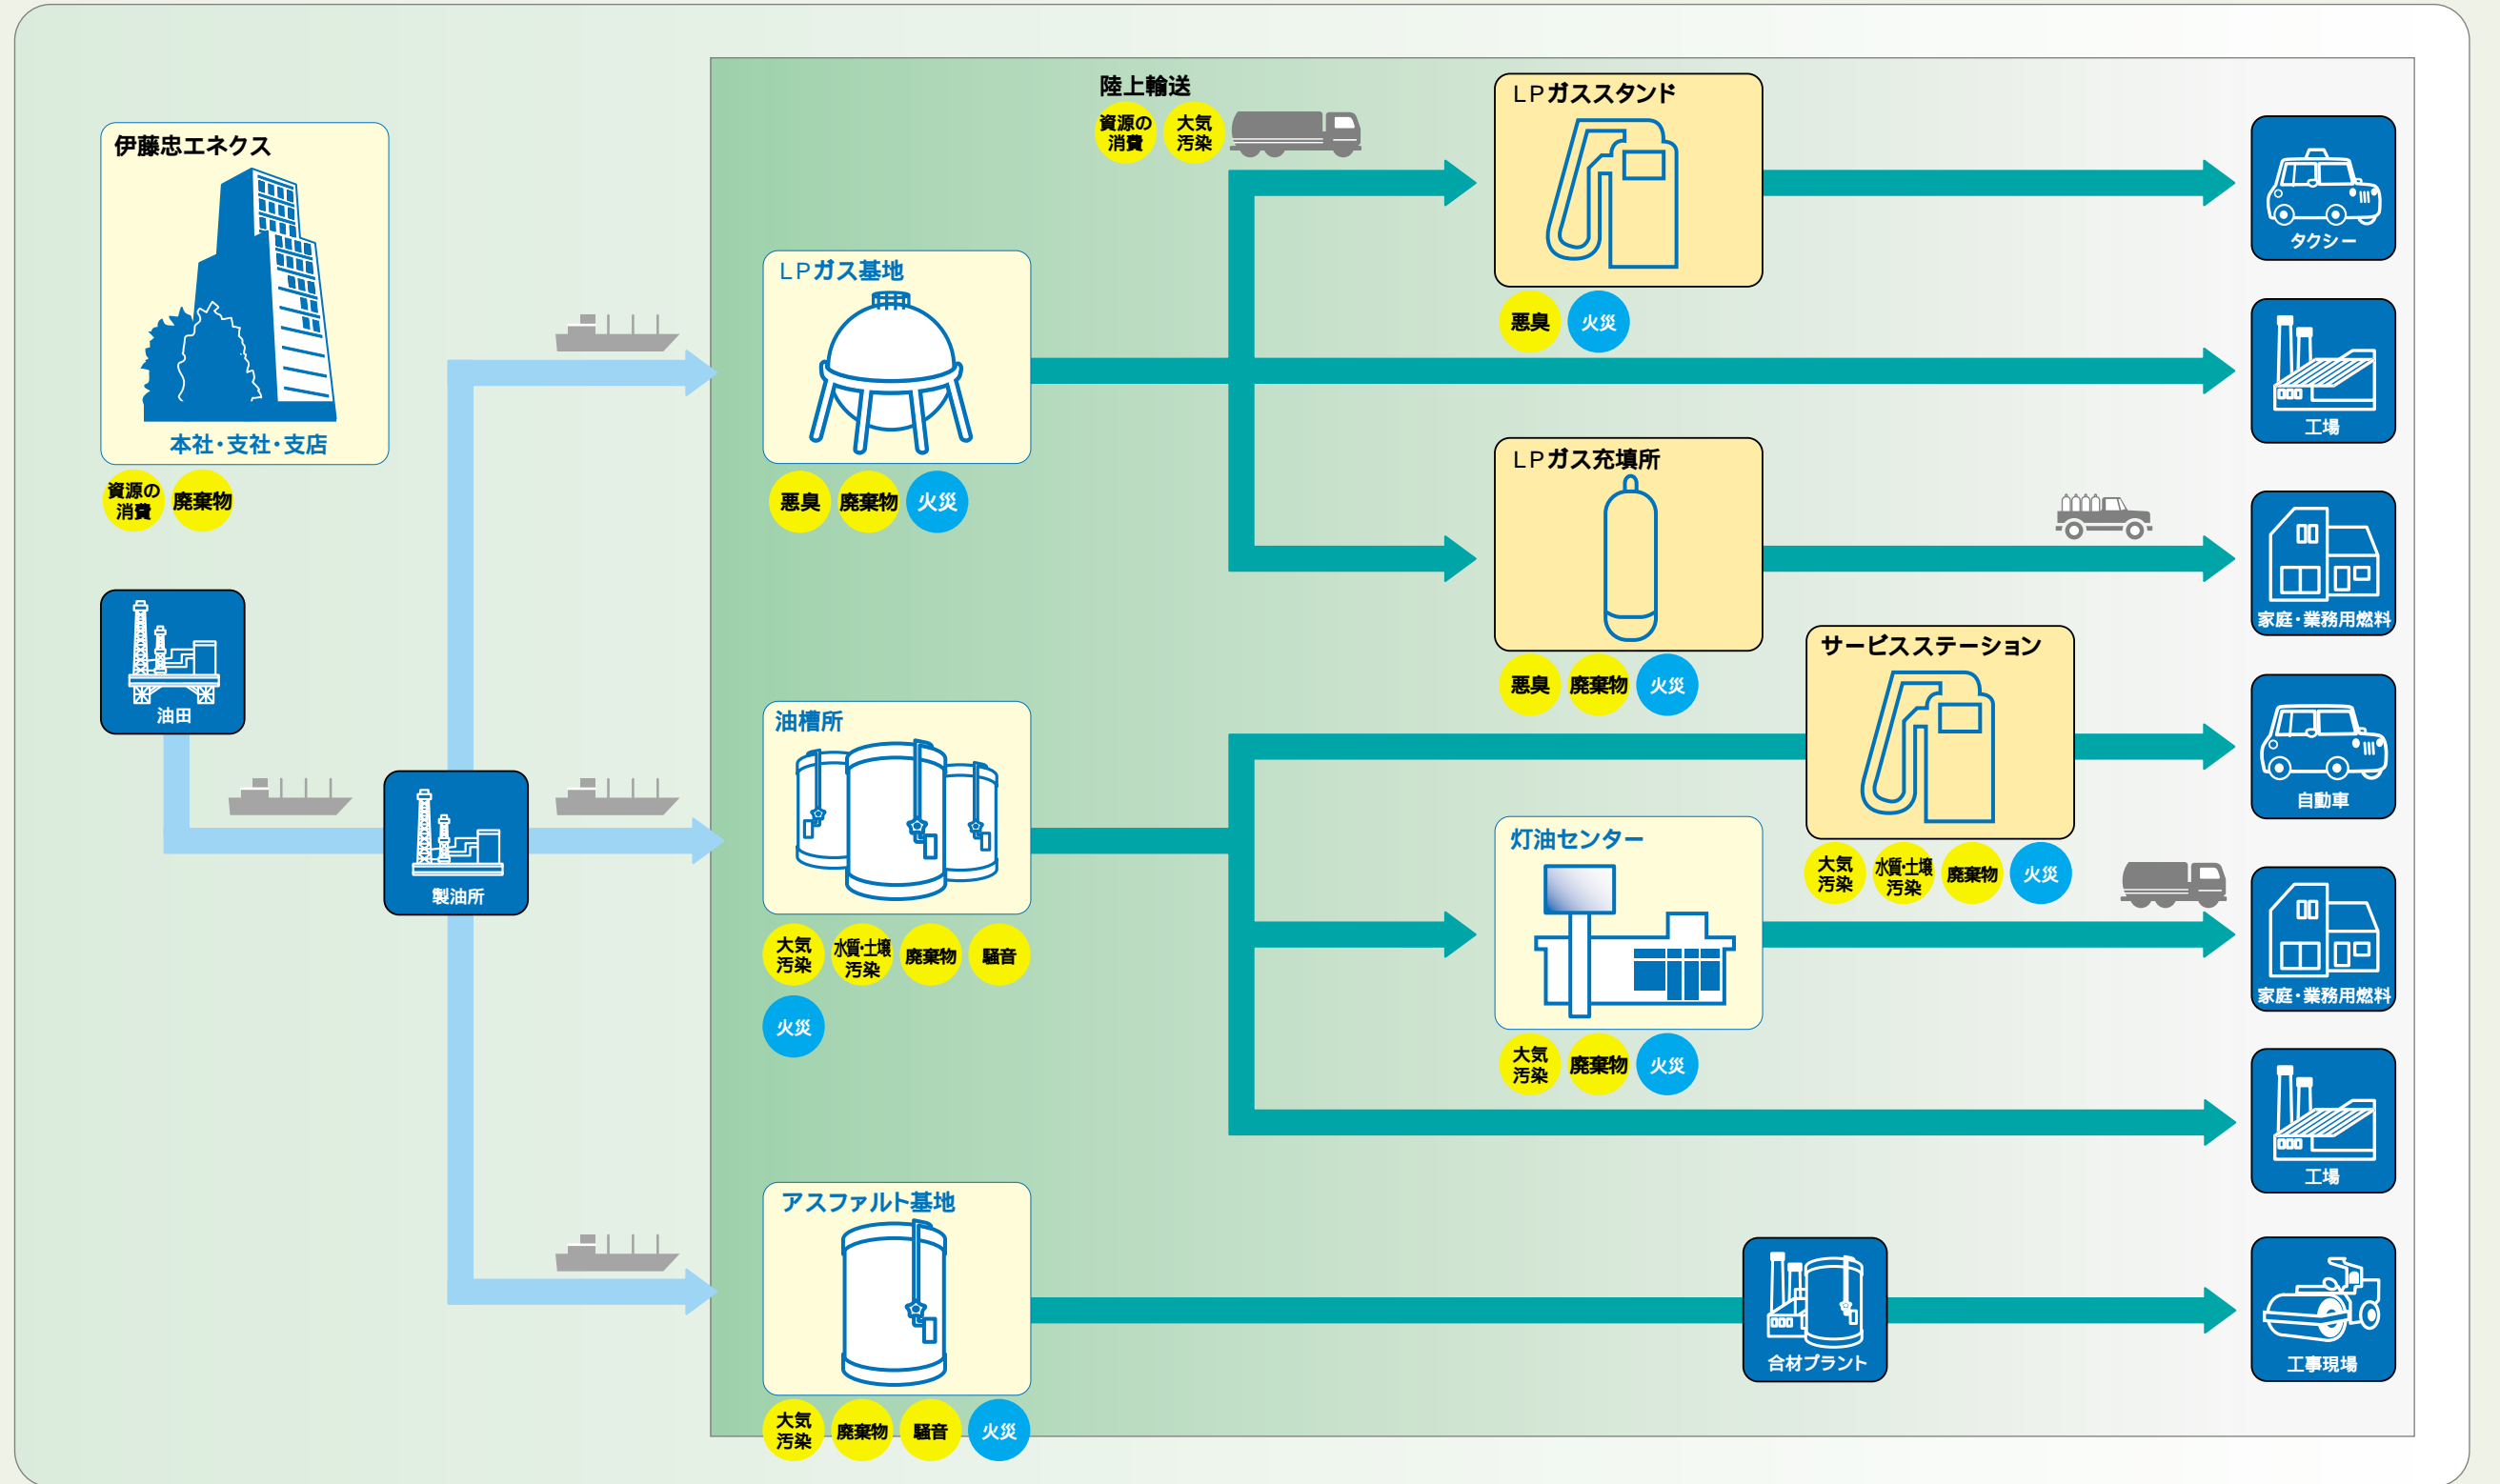 伊藤忠エネクス
本社・支社・支店
資源の
消費
廃棄物
油田
製油所
陸上輸送
資源の
消費
大気
汚染
LPガス基地
悪臭
廃棄物
火災
LPガススタンド
悪臭
火災
タクシー
工場
LPガス充填所
悪臭
廃棄物
火災
家庭・業務用燃料
油槽所
大気
汚染
水質・土壌
汚染
廃棄物
騒音
火災
サービスステーション
大気
汚染
水質・土壌
汚染
廃棄物
火災
自動車
灯油センター
大気
汚染
廃棄物
火災
家庭・業務用燃料
工場
アスファルト基地
大気
汚染
廃棄物
騒音
火災
合材プラント
工事現場